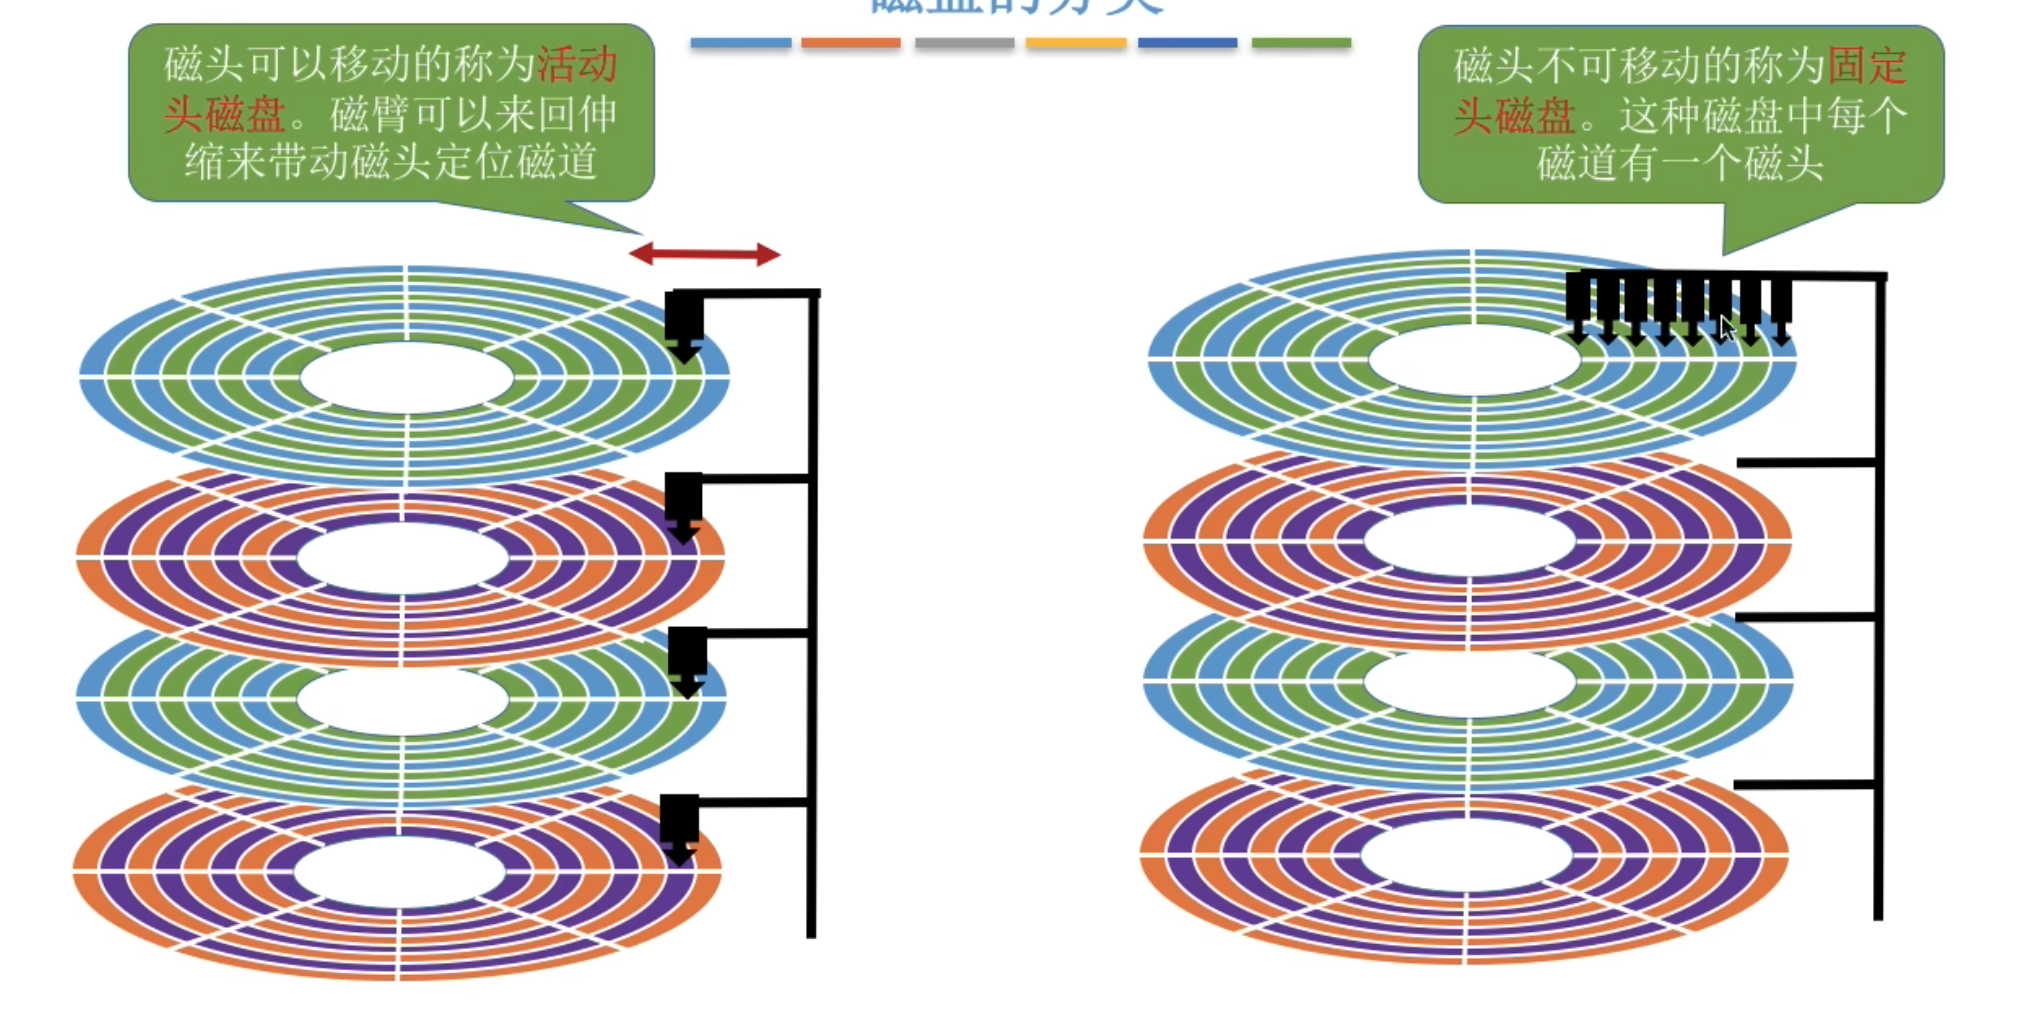 磁盘的分类
磁头可以移动的称为活动
头磁盘。磁臂可以来回伸
缩来带动磁头定位磁道
磁头不可移动的称为固定
头磁盘。这种磁盘中每个
磁道有一个磁头